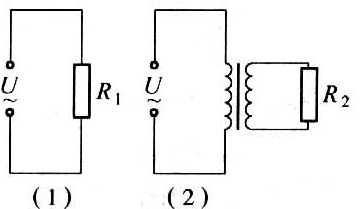 U
~
R₁
U
~
R₂
(1)
(2)